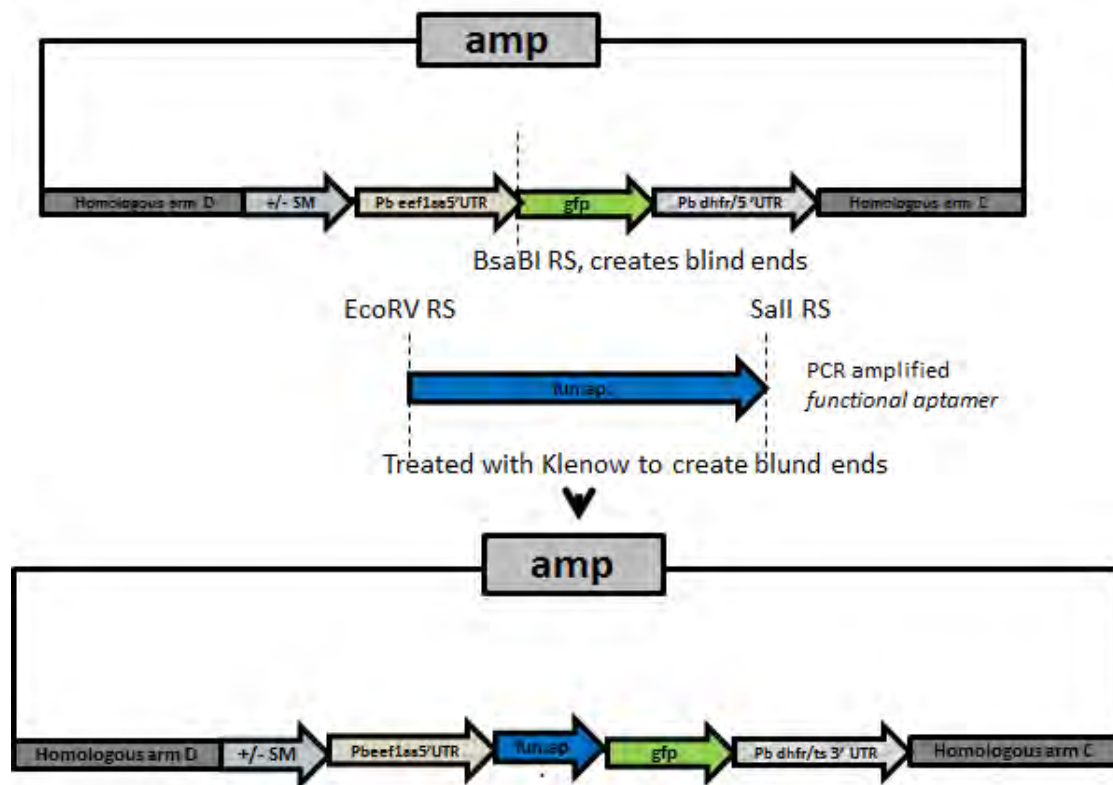 amp
Homologous arm D +/- SM Pb eef1aa5'UTR gfp Pb dhfr/5 'UTR Homologous arm C
BsaBI RS, creates blind ends
EcoRV RS SalI RS
fun.ap.
PCR amplified
functional aptamer
Treated with Klenow to create blund ends
amp
Homologous arm D +/- SM Pbeef1aa5'UTR fun.ap. gfp Pb dhfr/ts 3' UTR Homologous arm C